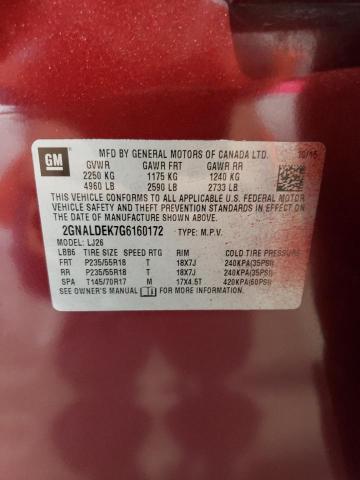 GM
MFD BY GENERAL MOTORS OF CANADA LTD. 10/15
GVWR GAWR FRT GAWR RR
2250 KG 1175 KG 1240 KG
4960 LB 2590 LB 2733 LB
THIS VEHICLE CONFORMS TO ALL APPLICABLE U.S. FEDERAL MOTOR
VEHICLE SAFETY AND THEFT PREVENTION STANDARDS IN EFFECT ON
THE DATE OF MANUFACTURE SHOWN ABOVE.
2GNALDEK7G6160172 TYPE: M.P.V.
MODEL: LJ26
LBB6 TIRE SIZE SPEED RTG RIM COLD TIRE PRESSURE
FRT P235/55R18 T 18X7J 240KPA(35PSI)
RR P235/55R18 T 18X7J 240KPA(35PSI)
SPA T145/70R17 M 17X4.5T 420KPA(60PSI)
SEE OWNER'S MANUAL FOR MORE INFORMATION.